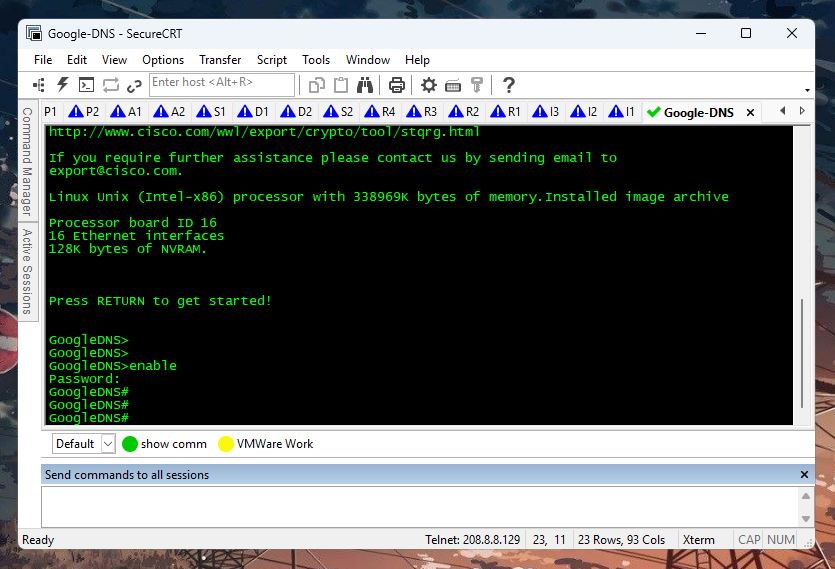 Google-DNS - SecureCRT
File Edit View Options Transfer Script Tools Window Help
Enter host <Alt+R>
P1 P2 A1 A2 S1 D1 D2 S2 R4 R3 R2 R1 I3 I2 I1 Google-DNS
Command Manager
Active Sessions
http://www.cisco.com/wwl/export/crypto/tool/stqrg.html
If you require further assistance please contact us by sending email to
export@cisco.com.
Linux Unix (Intel-x86) processor with 338969K bytes of memory.Installed image archive
Processor board ID 16
16 Ethernet interfaces
128K bytes of NVRAM.
Press RETURN to get started!
GoogleDNS>
GoogleDNS>
GoogleDNS>enable
Password:
GoogleDNS#
GoogleDNS#
GoogleDNS#
Default show comm VMWare Work
Send commands to all sessions
Ready Telnet: 208.8.8.129 23, 11 23 Rows, 93 Cols Xterm CAP NUM